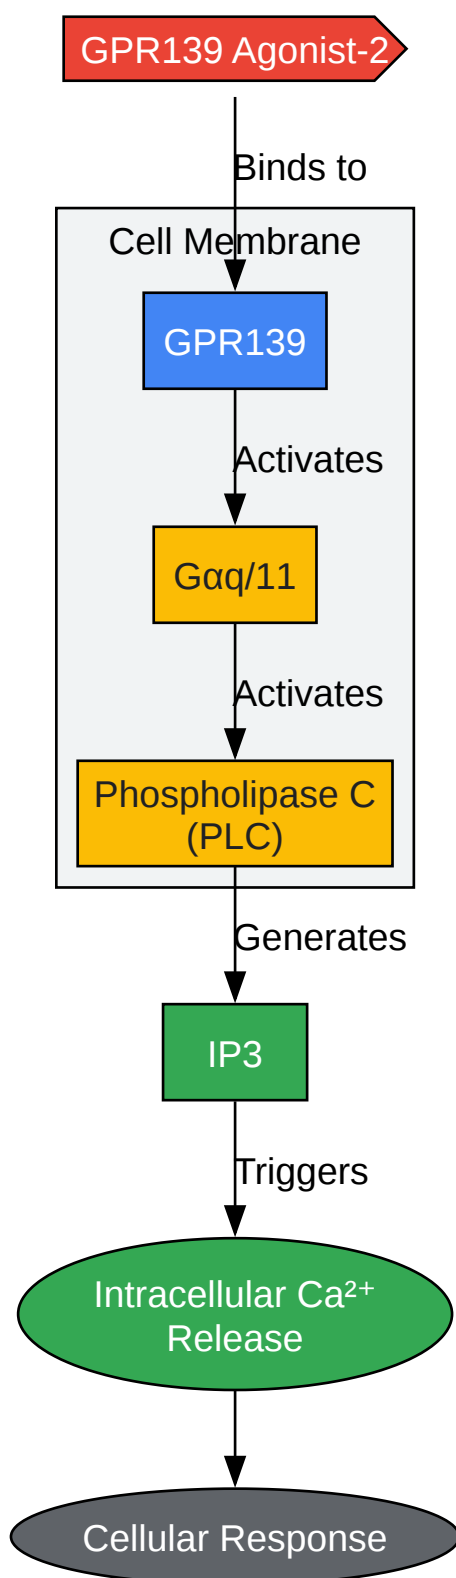 GPR139 Agonist-2
Binds to
Cell Membrane
GPR139
Activates
Gαq/11
Activates
Phospholipase C
(PLC)
Generates
IP3
Triggers
Intracellular Ca²⁺
Release
Cellular Response